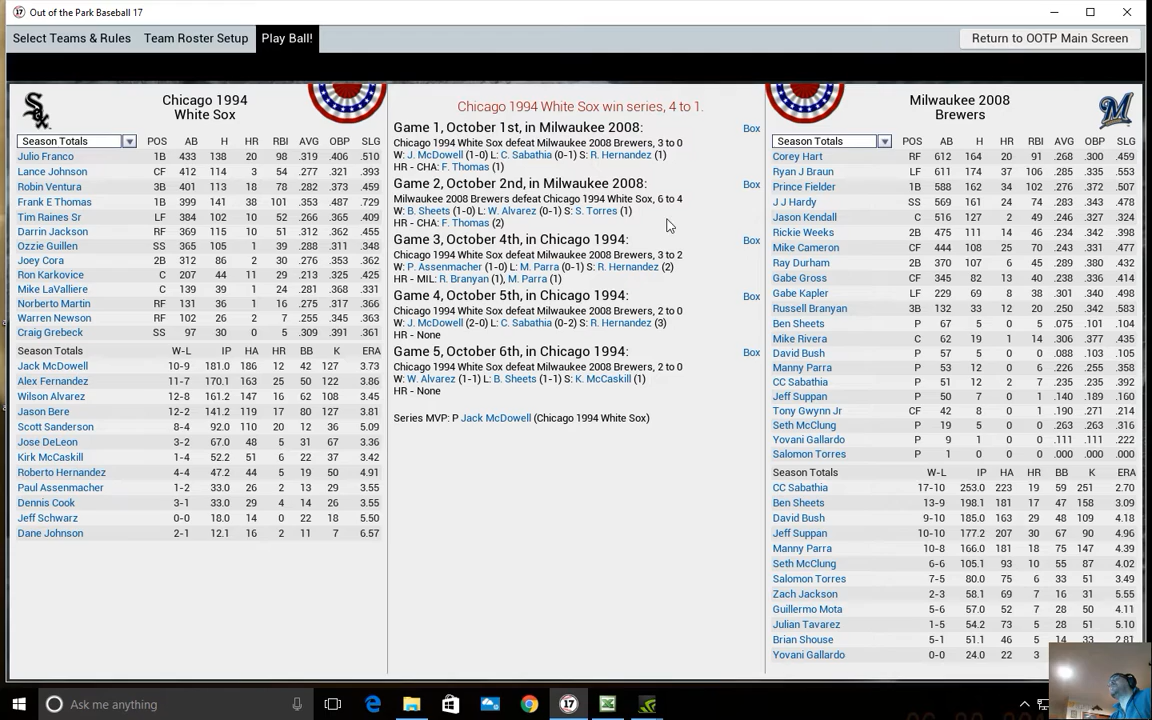 17 Out of the Park Baseball 17
Select Teams & Rules Team Roster Setup Play Ball! Return to OOTP Main Screen
Chicago 1994
White Sox
Season Totals POS AB H HR RBI AVG OBP SLG
Julio Franco 1B 433 138 20 98 .319 .406 .510
Lance Johnson CF 412 114 3 54 .277 .321 .393
Robin Ventura 3B 401 113 18 78 .282 .373 .459
Frank E Thomas 1B 399 141 38 101 .353 .487 .729
Tim Raines Sr LF 384 102 10 52 .266 .365 .409
Darrin Jackson RF 369 115 10 51 .312 .362 .455
Ozzie Guillen SS 365 105 1 39 .288 .311 .348
Joey Cora 2B 312 86 2 30 .276 .353 .362
Ron Karkovice C 207 44 11 29 .213 .325 .425
Mike LaValliere C 139 39 1 24 .281 .368 .331
Norberto Martin RF 131 36 1 16 .275 .317 .366
Warren Newson RF 102 26 2 7 .255 .345 .363
Craig Grebeck SS 97 30 0 5 .309 .391 .361
Season Totals W-L IP HA HR BB K ERA
Jack McDowell 10-9 181.0 186 12 42 127 3.73
Alex Fernandez 11-7 170.1 163 25 50 122 3.86
Wilson Alvarez 12-8 161.2 147 16 62 108 3.45
Jason Bere 12-2 141.2 119 17 80 127 3.81
Scott Sanderson 8-4 92.0 110 20 12 36 5.09
Jose DeLeon 3-2 67.0 48 5 31 67 3.36
Kirk McCaskill 1-4 52.2 51 6 22 37 3.42
Roberto Hernandez 4-4 47.2 44 5 19 50 4.91
Paul Assenmacher 1-2 33.0 26 2 13 29 3.55
Dennis Cook 3-1 33.0 29 4 14 26 3.55
Jeff Schwarz 0-0 18.0 14 0 22 18 5.50
Dane Johnson 2-1 12.1 16 2 11 7 6.57
Chicago 1994 White Sox win series, 4 to 1.
Game 1, October 1st, in Milwaukee 2008: Box
Chicago 1994 White Sox defeat Milwaukee 2008 Brewers, 3 to 0
W: J. McDowell (1-0) L: C. Sabathia (0-1) S: R. Hernandez (1)
HR - CHA: F. Thomas (1)
Game 2, October 2nd, in Milwaukee 2008: Box
Milwaukee 2008 Brewers defeat Chicago 1994 White Sox, 6 to 4
W: B. Sheets (1-0) L: W. Alvarez (0-1) S: S. Torres (1)
HR - CHA: F. Thomas (2)
Game 3, October 4th, in Chicago 1994: Box
Chicago 1994 White Sox defeat Milwaukee 2008 Brewers, 3 to 2
W: P. Assenmacher (1-0) L: M. Parra (0-1) S: R. Hernandez (2)
HR - MIL: R. Branyan (1), M. Parra (1)
Game 4, October 5th, in Chicago 1994: Box
Chicago 1994 White Sox defeat Milwaukee 2008 Brewers, 2 to 0
W: J. McDowell (2-0) L: C. Sabathia (0-2) S: R. Hernandez (3)
HR - None
Game 5, October 6th, in Chicago 1994: Box
Chicago 1994 White Sox defeat Milwaukee 2008 Brewers, 2 to 0
W: W. Alvarez (1-1) L: B. Sheets (1-1) S: K. McCaskill (1)
HR - None
Series MVP: P Jack McDowell (Chicago 1994 White Sox)
Milwaukee 2008
Brewers
Season Totals POS AB H HR RBI AVG OBP SLG
Corey Hart RF 612 164 20 91 .268 .300 .459
Ryan J Braun LF 611 174 37 106 .285 .335 .553
Prince Fielder 1B 588 162 34 102 .276 .372 .507
J J Hardy SS 569 161 24 74 .283 .343 .478
Jason Kendall C 516 127 2 49 .246 .327 .324
Rickie Weeks 2B 475 111 14 46 .234 .342 .398
Mike Cameron CF 444 108 25 70 .243 .331 .477
Ray Durham 2B 370 107 6 45 .289 .380 .432
Gabe Gross CF 345 82 13 40 .238 .336 .414
Gabe Kapler LF 229 69 8 38 .301 .340 .498
Russell Branyan 3B 132 33 12 20 .250 .342 .583
Ben Sheets P 67 5 0 5 .075 .101 .104
Mike Rivera C 62 19 1 14 .306 .377 .435
David Bush P 57 5 0 5 .088 .103 .105
Manny Parra P 53 12 0 6 .226 .255 .358
CC Sabathia P 51 12 2 7 .235 .235 .392
Jeff Suppan P 50 7 0 1 .140 .189 .160
Tony Gwynn Jr CF 42 8 0 1 .190 .271 .214
Seth McClung P 19 5 0 0 .263 .263 .316
Yovani Gallardo P 9 1 0 0 .111 .111 .222
Salomon Torres P 1 0 0 0 .000 .000 .000
Season Totals W-L IP HA HR BB K ERA
CC Sabathia 17-10 253.0 223 19 59 251 2.70
Ben Sheets 13-9 198.1 181 17 47 158 3.09
David Bush 9-10 185.0 163 29 48 109 4.18
Jeff Suppan 10-10 177.2 207 30 67 90 4.96
Manny Parra 10-8 166.0 181 18 75 147 4.39
Seth McClung 6-6 105.1 93 10 55 87 4.02
Salomon Torres 7-5 80.0 75 6 33 51 3.49
Zach Jackson 2-3 58.1 69 7 16 31 5.55
Guillermo Mota 5-6 57.0 52 7 28 50 4.11
Julian Tavarez 1-5 54.2 73 5 28 51 5.10
Brian Shouse 5-1 51.1 46 5 14 33 2.81
Yovani Gallardo 0-0 24.0 22 3
Ask me anything 17